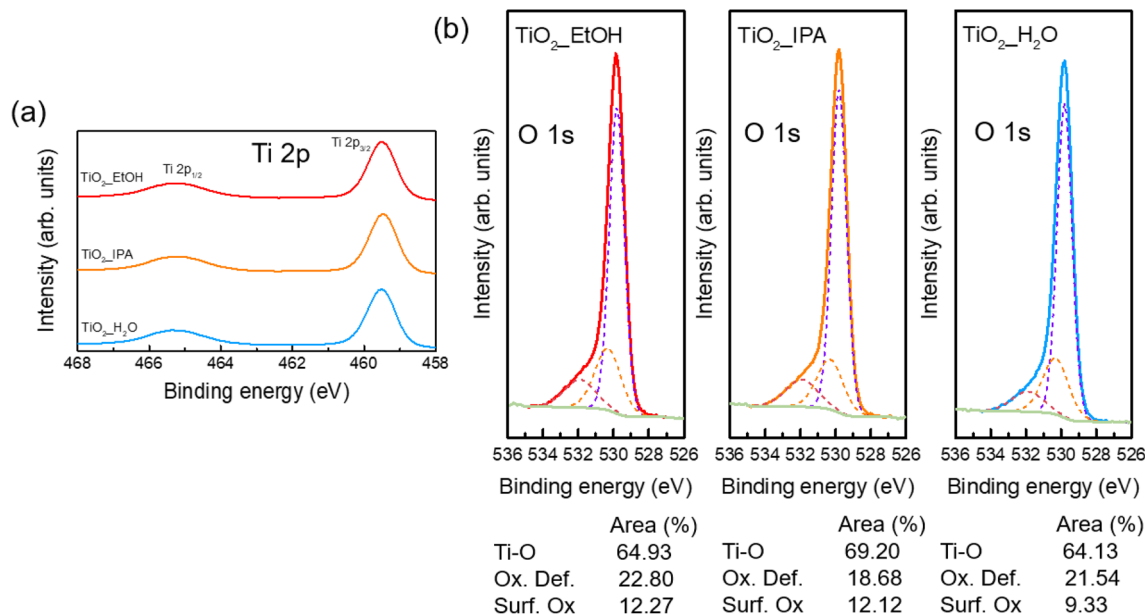 (a)
Ti 2p
Ti 2p3/2
Ti 2p1/2
TiO2_EtOH
TiO2_IPA
TiO2_H2O
Intensity (arb. units)
468 466 464 462 460 458
Binding energy (eV)
(b)
TiO2_EtOH
O 1s
Intensity (arb. units)
536 534 532 530 528 526
Binding energy (eV)
Area (%)
Ti-O 64.93
Ox. Def. 22.80
Surf. Ox 12.27
TiO2_IPA
O 1s
Intensity (arb. units)
536 534 532 530 528 526
Binding energy (eV)
Area (%)
Ti-O 69.20
Ox. Def. 18.68
Surf. Ox 12.12
TiO2_H2O
O 1s
Intensity (arb. units)
536 534 532 530 528 526
Binding energy (eV)
Area (%)
Ti-O 64.13
Ox. Def. 21.54
Surf. Ox 9.33